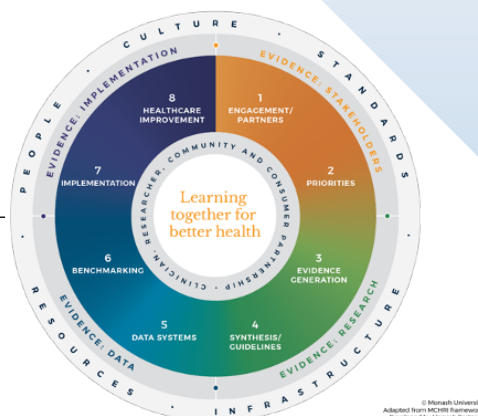 PEOPLE • CULTURE • STANDARDS • INFRASTRUCTURE • RESOURCES •
EVIDENCE: STAKEHOLDERS
EVIDENCE: RESEARCH
EVIDENCE: DATA
EVIDENCE: IMPLEMENTATION
1
ENGAGEMENT/
PARTNERS
2
PRIORITIES
3
EVIDENCE
GENERATION
4
SYNTHESIS/
GUIDELINES
5
DATA SYSTEMS
6
BENCHMARKING
7
IMPLEMENTATION
8
HEALTHCARE
IMPROVEMENT
CLINICIAN, RESEARCHER, COMMUNITY AND CONSUMER PARTNERSHIP •
Learning
together for
better health
© Monash Universi
Adapted from MCHRI framewo